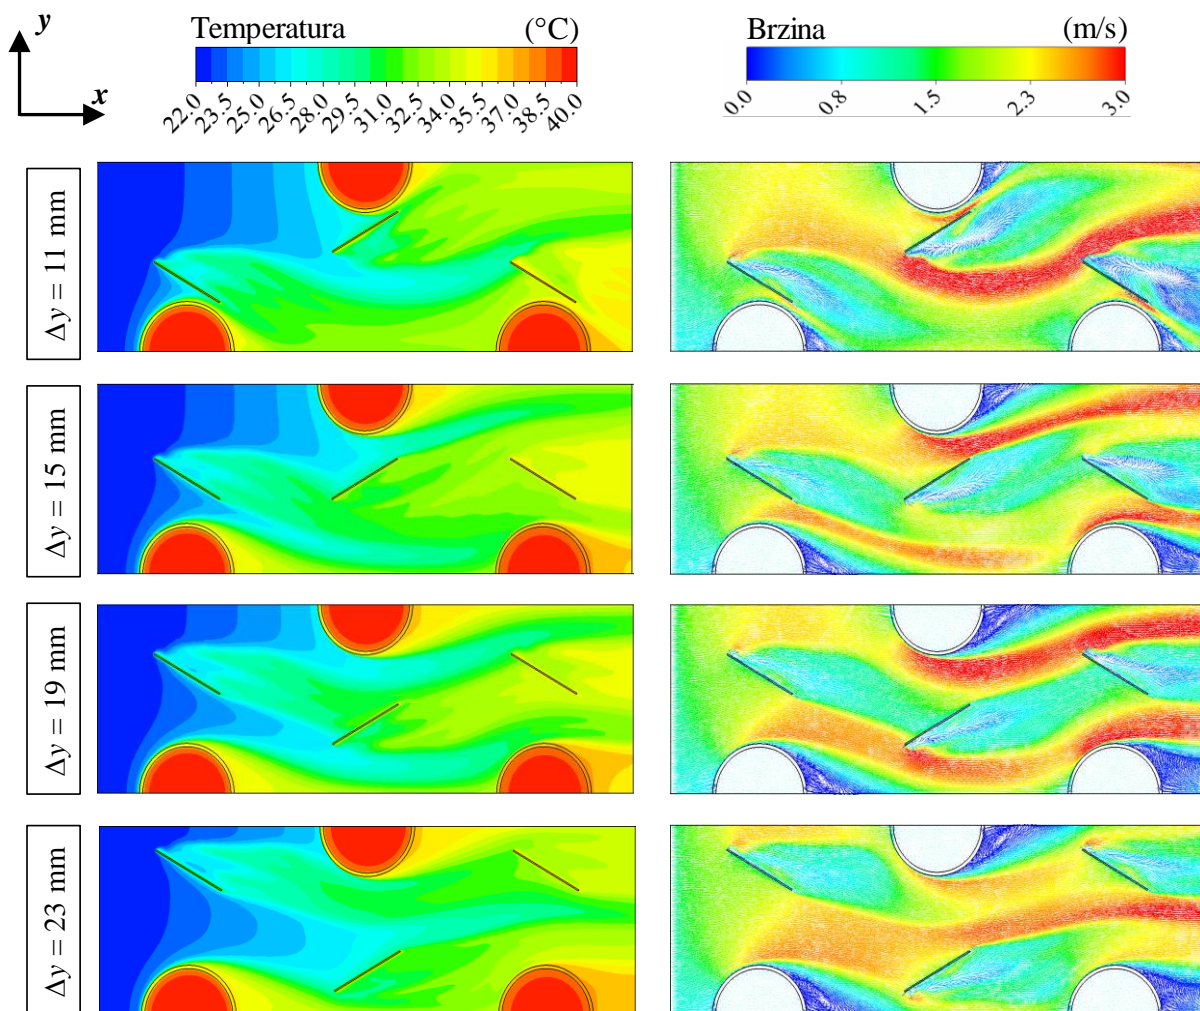 y
x
Temperatura (°C)
22.0 23.5 25.0 26.5 28.0 29.5 31.0 32.5 34.0 35.5 37.0 38.5 40.0
Brzina (m/s)
0.0 0.8 1.5 2.3 3.0
Δy = 11 mm
Δy = 15 mm
Δy = 19 mm
Δy = 23 mm